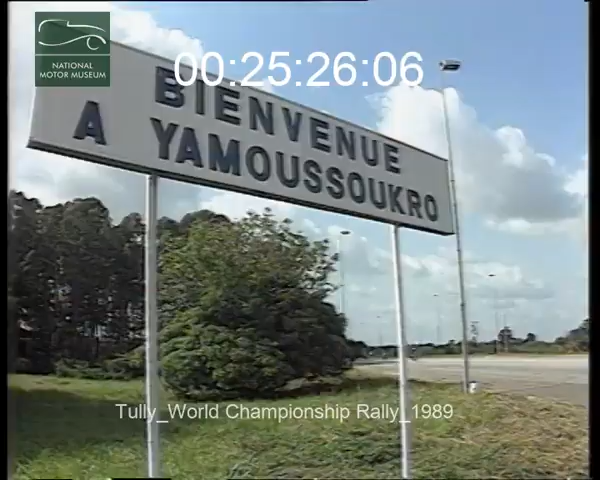 NATIONAL
MOTOR MUSEUM
00:25:26:06
BIENVENUE
A YAMOUSSOUKRO
Tully_World Championship Rally_1989